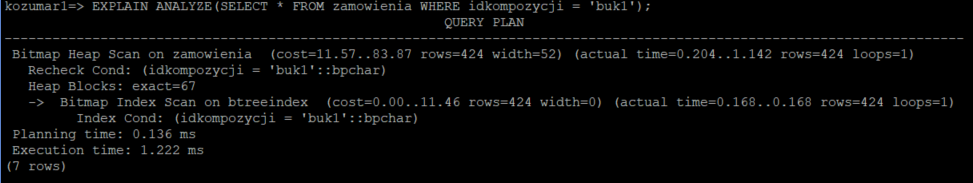 kozumar1=> EXPLAIN ANALYZE(SELECT * FROM zamowienia WHERE idkompozycji = 'buk1');
QUERY PLAN
--------------------------------------------------------------------------------------------------------------------------
Bitmap Heap Scan on zamowienia  (cost=11.57..83.87 rows=424 width=52) (actual time=0.204..1.142 rows=424 loops=1)
Recheck Cond: (idkompozycji = 'buk1'::bpchar)
Heap Blocks: exact=67
->  Bitmap Index Scan on btreeindex  (cost=0.00..11.46 rows=424 width=0) (actual time=0.168..0.168 rows=424 loops=1)
Index Cond: (idkompozycji = 'buk1'::bpchar)
Planning time: 0.136 ms
Execution time: 1.222 ms
(7 rows)